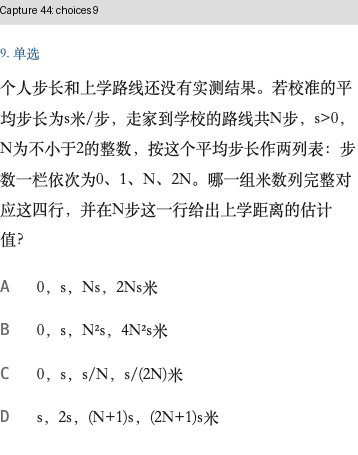 Capture 44: choices9
9. 单选
个人步长和上学路线还没有实测结果。若校准的平
均步长为s米/步，走家到学校的路线共N步，s>0，
N为不小于2的整数，按这个平均步长作两列表：步
数一栏依次为0、1、N、2N。哪一组米数列完整对
应这四行，并在N步这一行给出上学距离的估计
值？
A 0，s，Ns，2Ns米
B 0，s，N²s，4N²s米
C 0，s，s/N，s/(2N)米
D s，2s，(N+1)s，(2N+1)s米